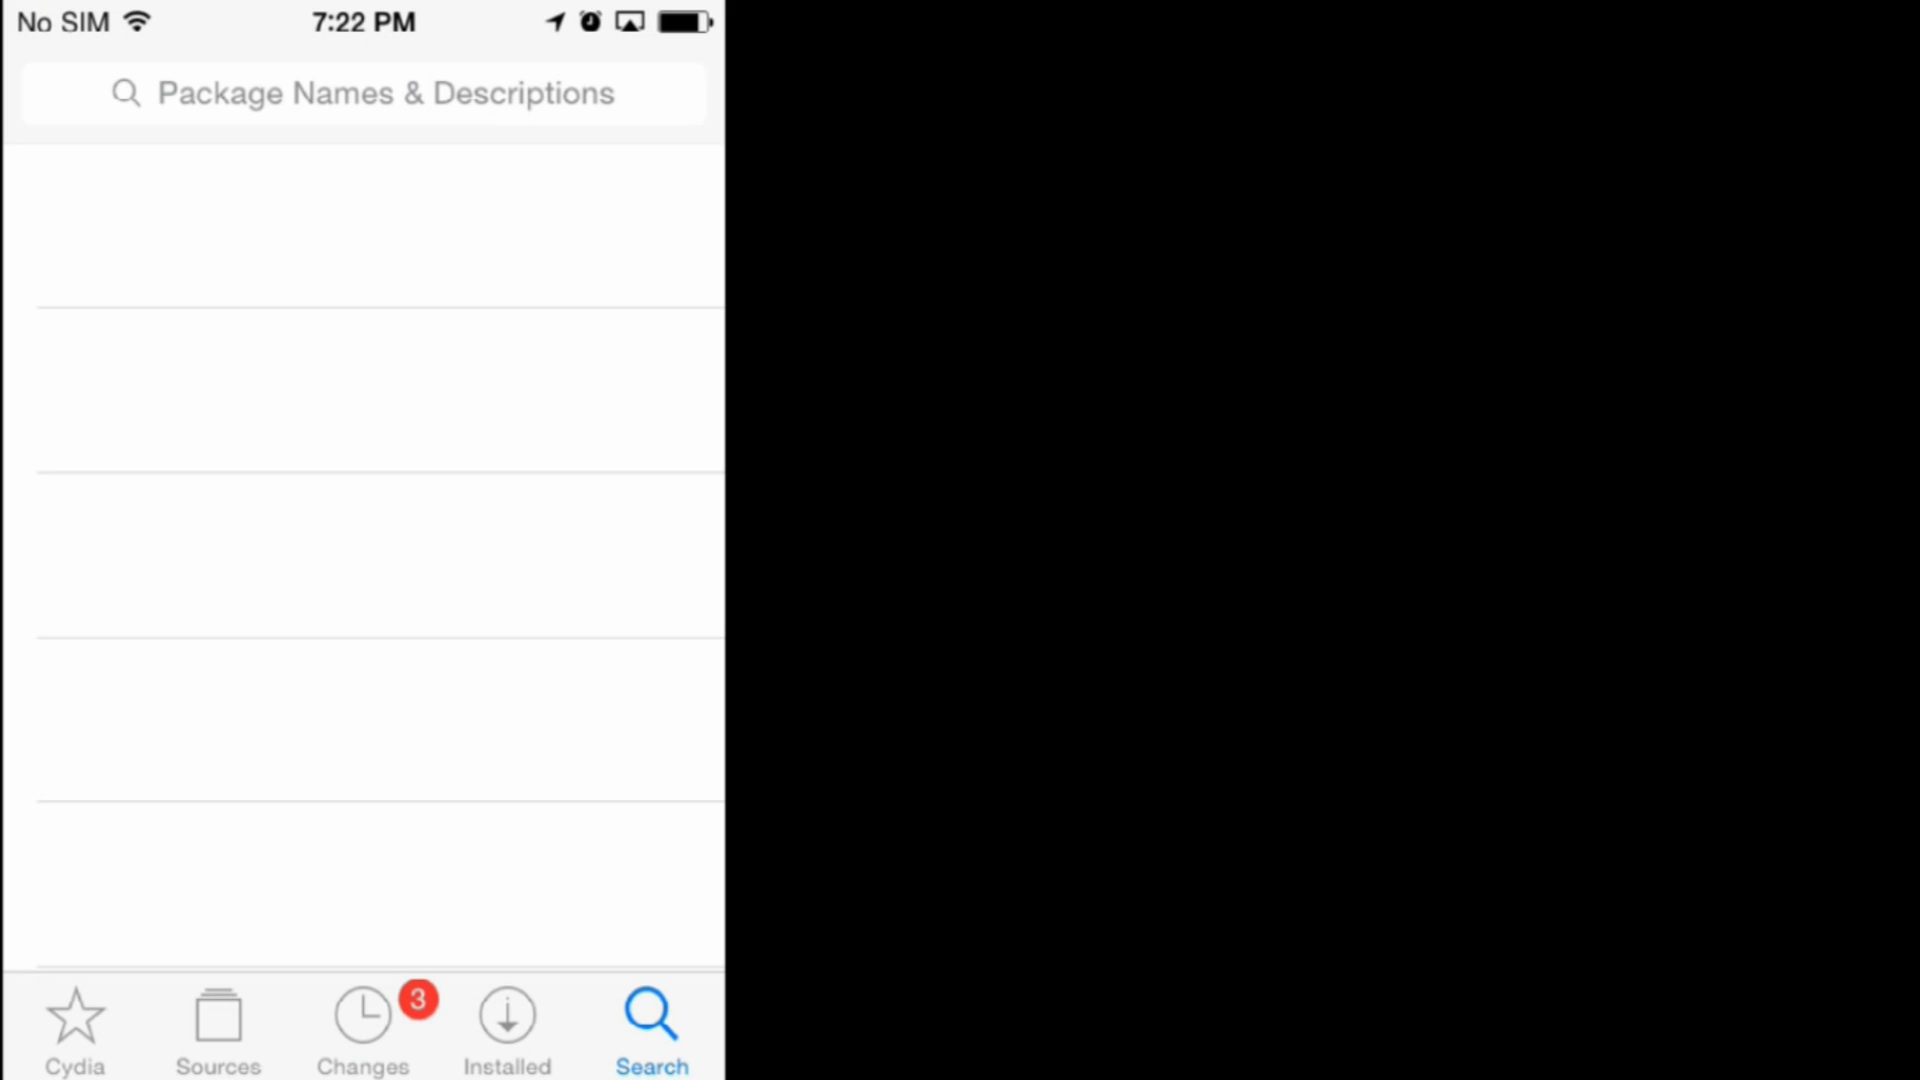 No SIM 7:22 PM
Package Names & Descriptions
3
Cydia Sources Changes Installed Search